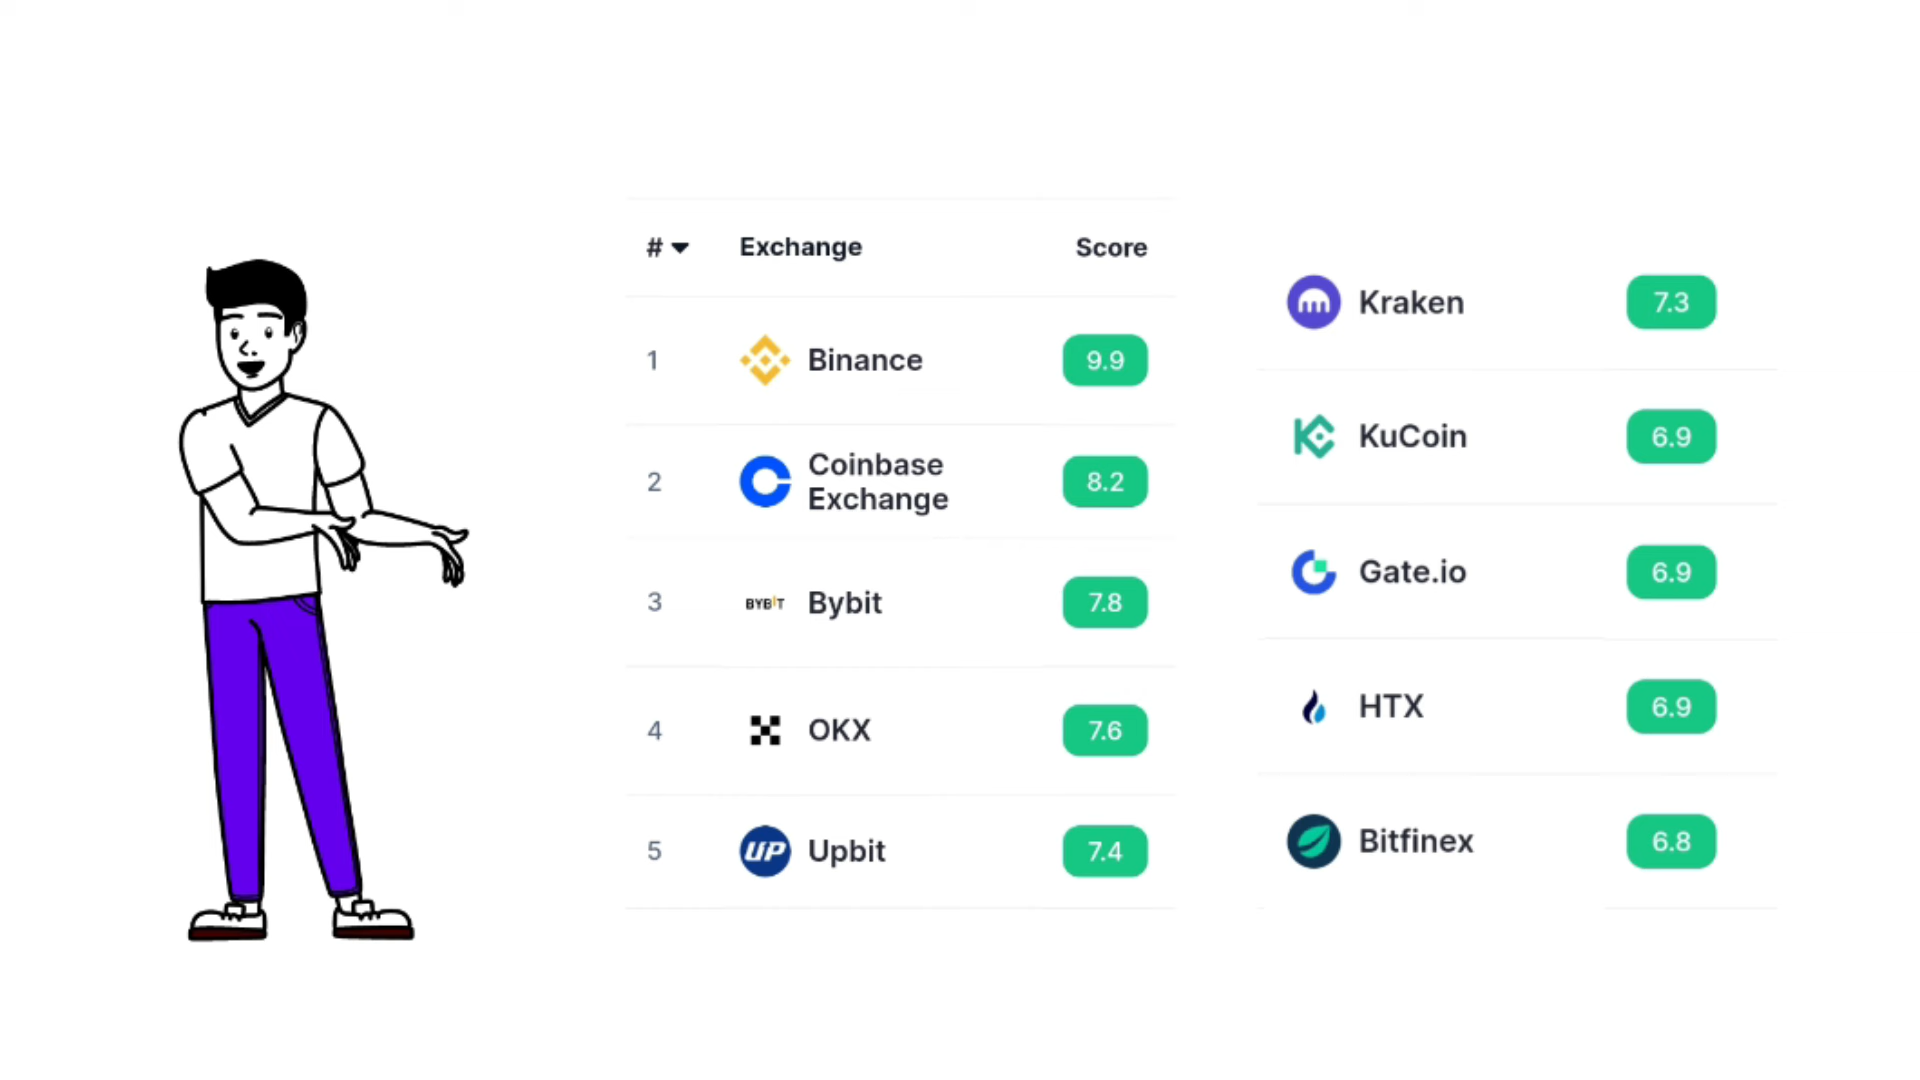 # Exchange Score
1 Binance 9.9
2 Coinbase Exchange 8.2
3 BYBIT Bybit 7.8
4 OKX 7.6
5 UP Upbit 7.4
Kraken 7.3
KuCoin 6.9
Gate.io 6.9
HTX 6.9
Bitfinex 6.8